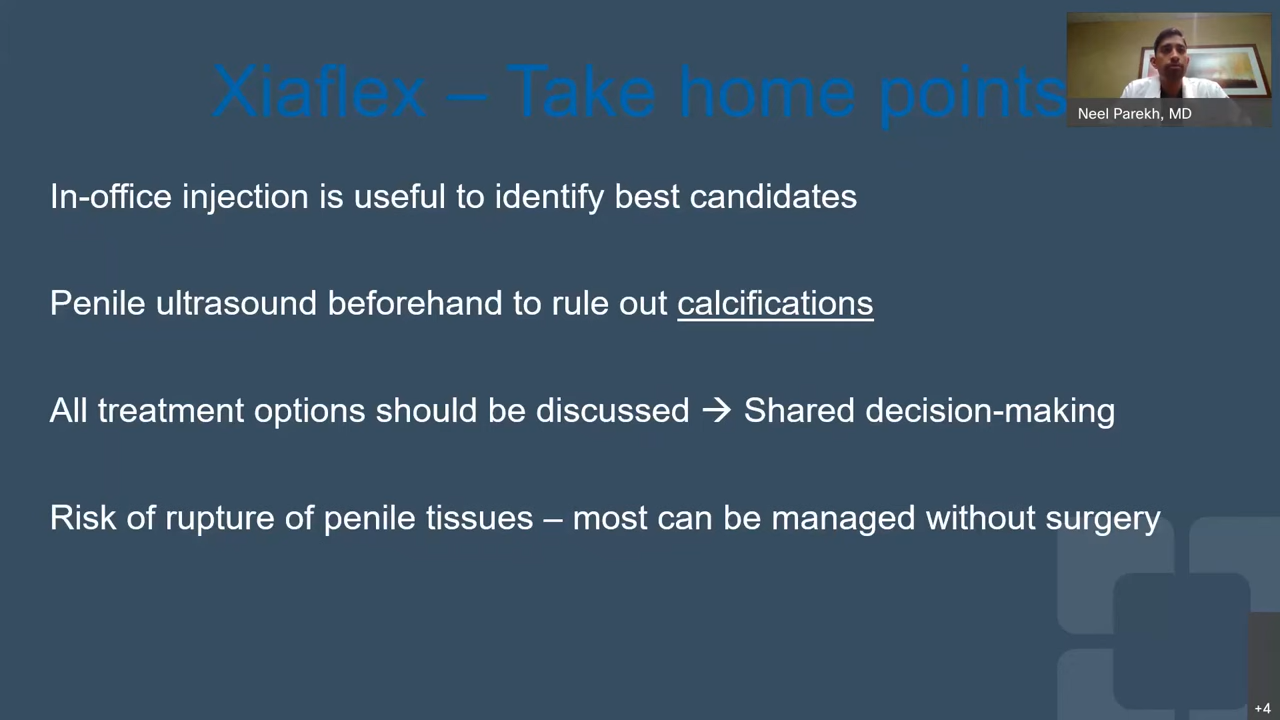 Xiaflex – Take home points
Neel Parekh, MD
In-office injection is useful to identify best candidates
Penile ultrasound beforehand to rule out calcifications
All treatment options should be discussed → Shared decision-making
Risk of rupture of penile tissues – most can be managed without surgery
+4